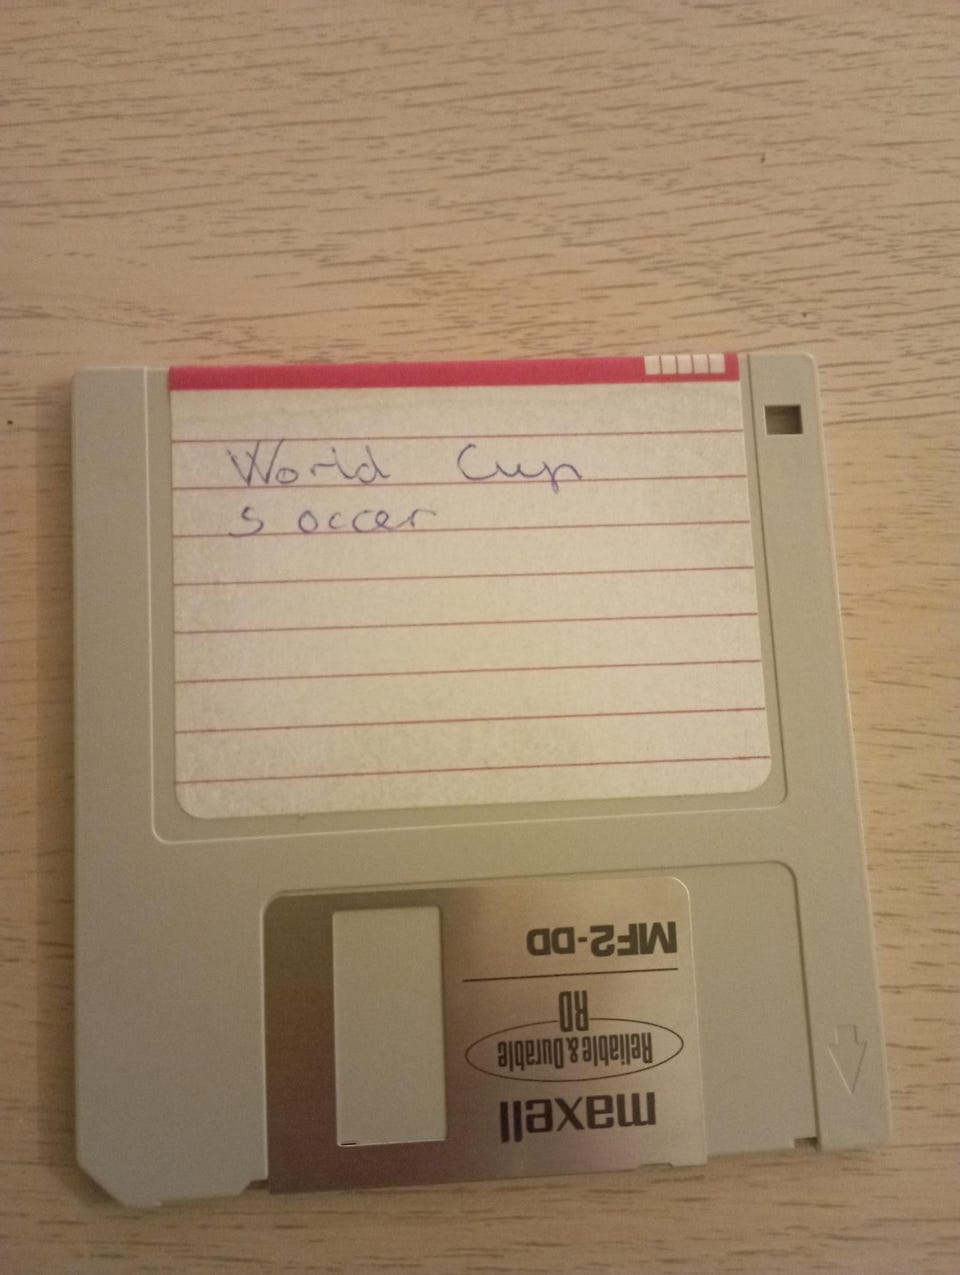 World Cup
soccer
MF2-DD
RD
Reliable & Durable
maxell